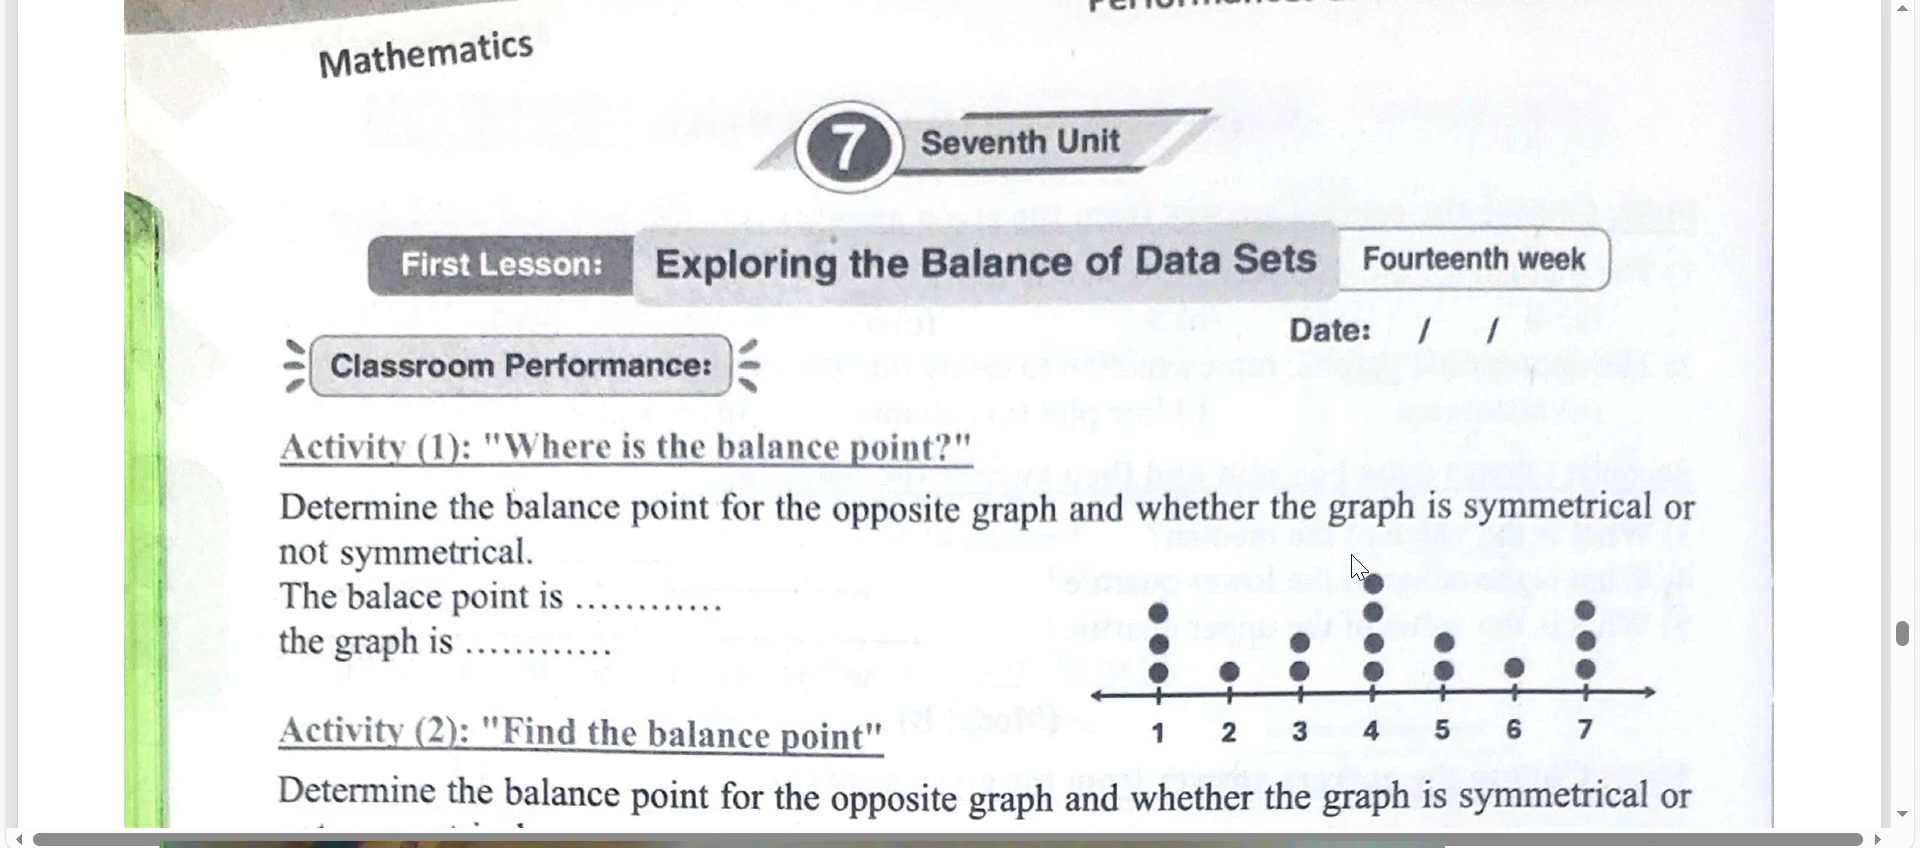 Mathematics
7 Seventh Unit
First Lesson: Exploring the Balance of Data Sets Fourteenth week
Date: / /
Classroom Performance:
Activity (1): "Where is the balance point?"
Determine the balance point for the opposite graph and whether the graph is symmetrical or
not symmetrical.
The balace point is ............
the graph is ............
1 2 3 4 5 6 7
Activity (2): "Find the balance point"
Determine the balance point for the opposite graph and whether the graph is symmetrical or